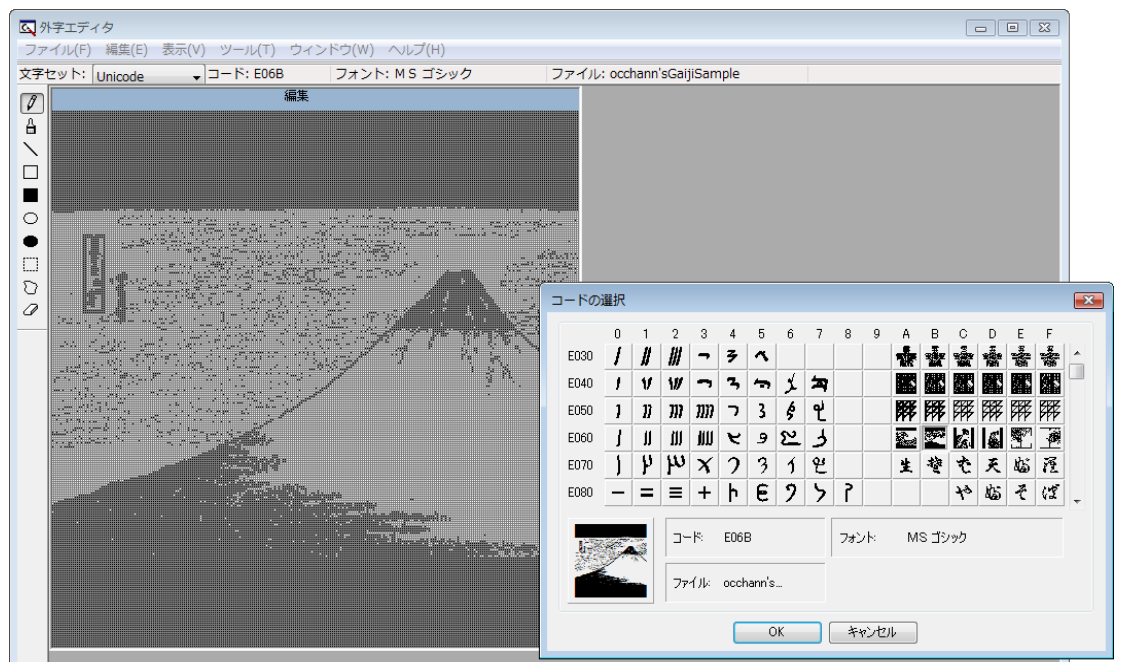 外字エディタ
ファイル(F) 編集(E) 表示(V) ツール(T) ウィンドウ(W) ヘルプ(H)
文字セット: Unicode コード: E06B フォント: MS ゴシック ファイル: occhann'sGaijiSample
編集
コードの選択
0 1 2 3 4 5 6 7 8 9 A B C D E F
E030
E040
E050
E060
E070
E080
コード: E06B フォント: MS ゴシック
ファイル: occhann's...
OK キャンセル